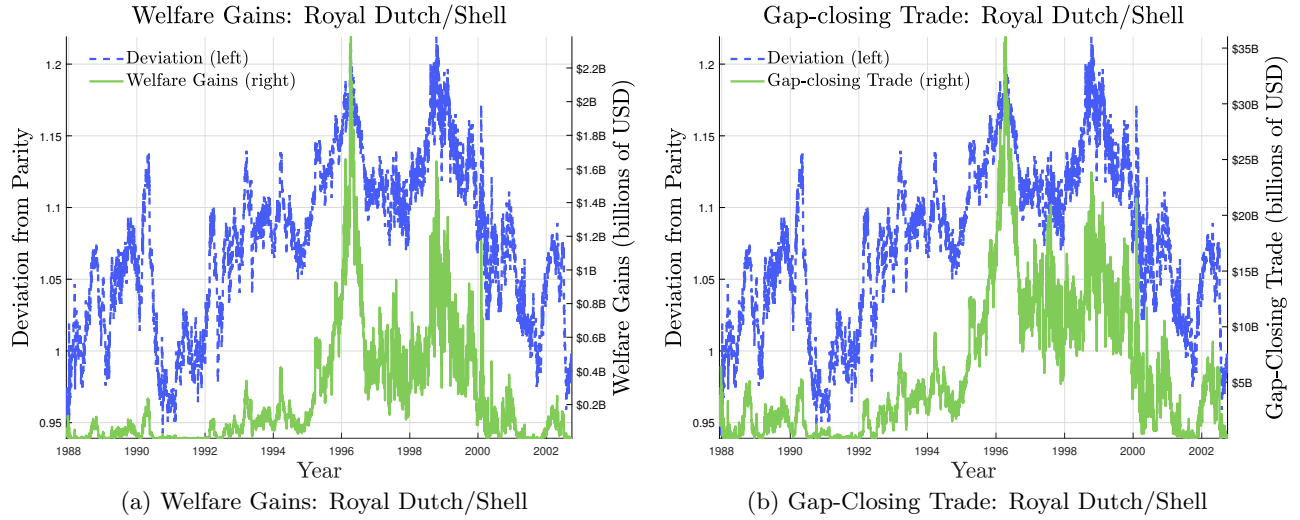 Welfare Gains: Royal Dutch/Shell
Deviation (left)
Welfare Gains (right)
1.2
1.15
1.1
1.05
1
0.95
Deviation from Parity
$2.2B
$2B
$1.8B
$1.6B
$1.4B
$1.2B
$1B
$0.8B
$0.6B
$0.4B
$0.2B
Welfare Gains (billions of USD)
1988 1990 1992 1994 1996 1998 2000 2002
Year
(a) Welfare Gains: Royal Dutch/Shell
Gap-closing Trade: Royal Dutch/Shell
Deviation (left)
Gap-closing Trade (right)
1.2
1.15
1.1
1.05
1
0.95
Deviation from Parity
$35B
$30B
$25B
$20B
$15B
$10B
$5B
Gap-Closing Trade (billions of USD)
1988 1990 1992 1994 1996 1998 2000 2002
Year
(b) Gap-Closing Trade: Royal Dutch/Shell